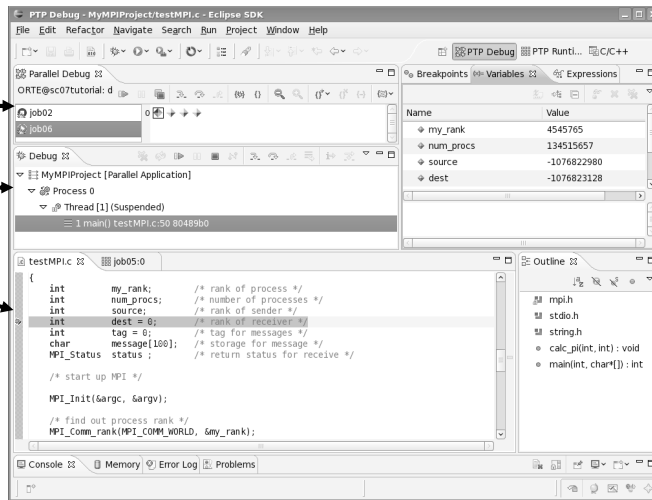 PTP Debug - MyMPIProject/testMPI.c - Eclipse SDK
File Edit Refactor Navigate Search Project Run Project Window Help
PTP Debug PTP Runti... C/C++
Parallel Debug
ORTE@sc07tutorial: d
job02
0
job06
Breakpoints Variables Expressions
Name Value
my_rank 4545765
num_procs 134515657
source -1076822980
dest -1076823128
Debug
MyMPIProject [Parallel Application]
Process 0
Thread [1] (Suspended)
1 main() testMPI.c:50 80489b0
testMPI.c job05:0
{
int my_rank; /* rank of process */
int num_procs; /* number of processes */
int source; /* rank of sender */
int dest = 0; /* rank of receiver */
int tag = 0; /* tag for messages */
char message[100]; /* storage for message */
MPI_Status status ; /* return status for receive */
/* start up MPI */
MPI_Init(&argc, &argv);
/* find out process rank */
MPI_Comm_rank(MPI_COMM_WORLD, &my_rank);
Outline
mpi.h
stdio.h
string.h
calc_pi(int, int) : void
main(int, char*[]) : int
Console Memory Error Log Problems